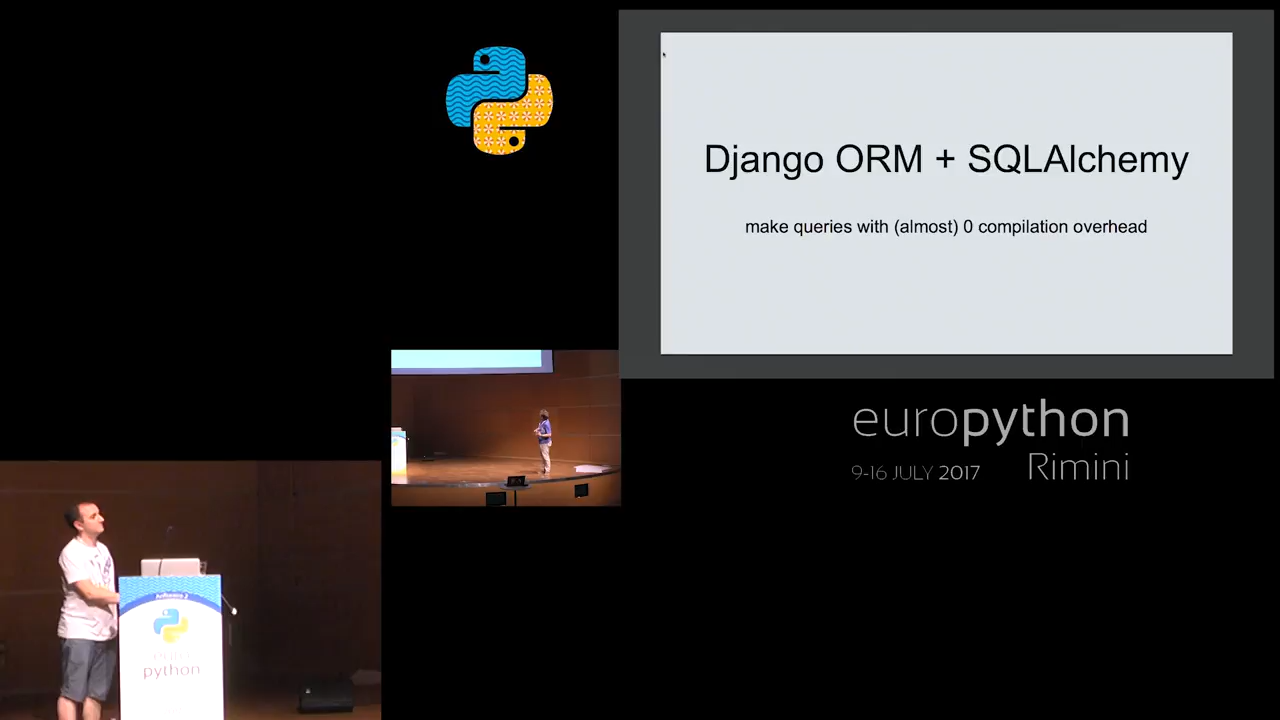 Django ORM + SQLAlchemy
make queries with (almost) 0 compilation overhead
europython
9-16 JULY 2017 Rimini
python